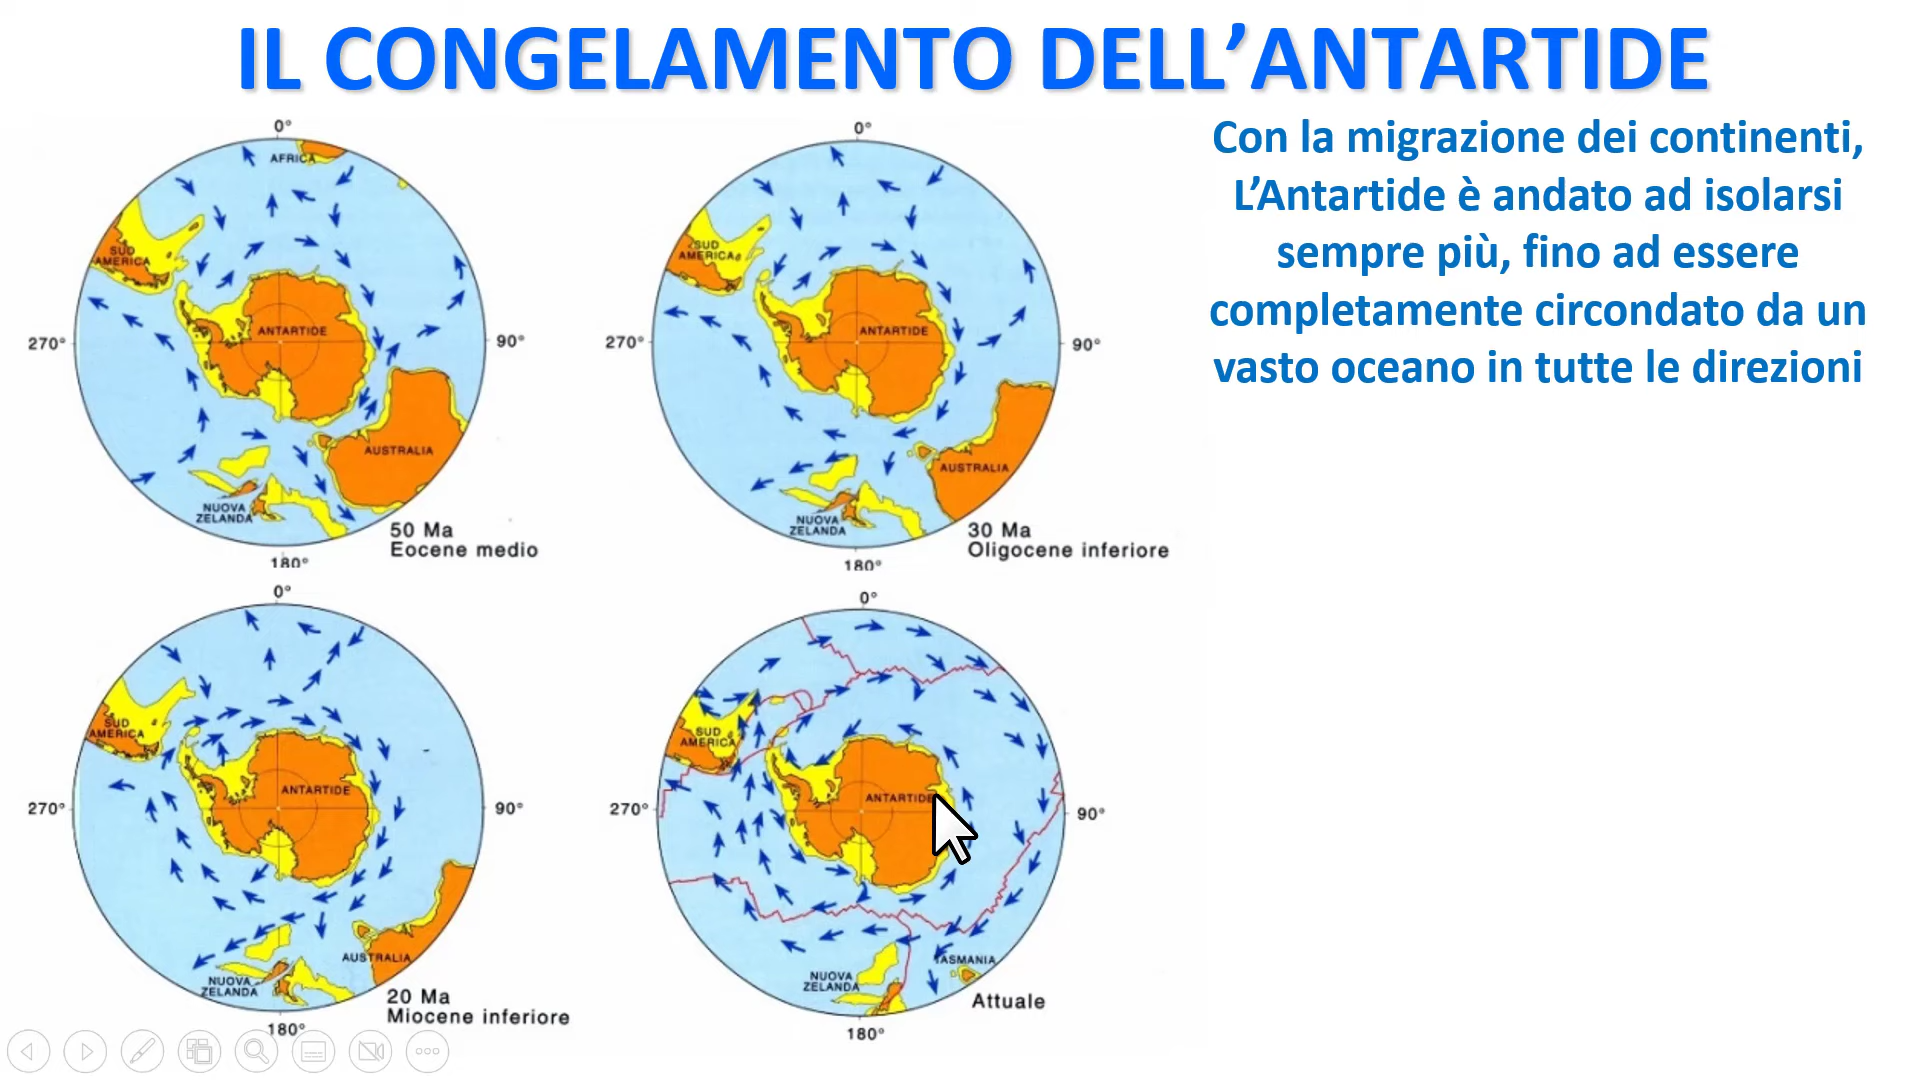 IL CONGELAMENTO DELL’ANTARTIDE
Con la migrazione dei continenti,
L’Antartide è andato ad isolarsi
sempre più, fino ad essere
completamente circondato da un
vasto oceano in tutte le direzioni
0°
AFRICA
SUD
AMERICA
ANTARTIDE
270°
90°
AUSTRALIA
NUOVA
ZELANDA
50 Ma
Eocene medio
180°
0°
SUD
AMERICA
ANTARTIDE
270°
90°
AUSTRALIA
NUOVA
ZELANDA
30 Ma
Oligocene inferiore
180°
0°
SUD
AMERICA
ANTARTIDE
270°
90°
AUSTRALIA
NUOVA
ZELANDA
20 Ma
Miocene inferiore
180°
0°
SUD
AMERICA
ANTARTIDE
270°
90°
TASMANIA
NUOVA
ZELANDA
Attuale
180°